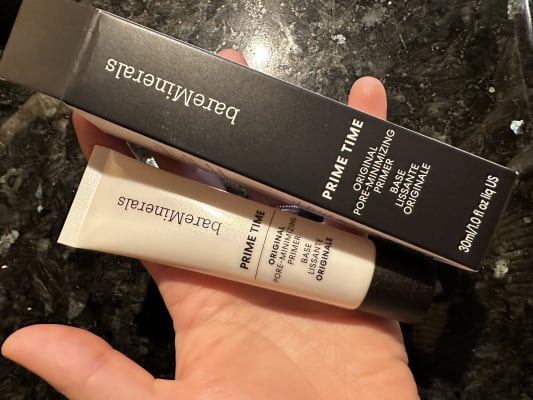 bareMinerals
PRIME TIME
ORIGINAL
PORE-MINIMIZING
PRIMER
BASE
LISSANTE
ORIGINALE
30ml/1.0 fl oz liq US
bareMinerals
PRIME TIME
ORIGINAL
PORE-MINIMIZING
PRIMER
BASE
LISSANTE
ORIGINALE